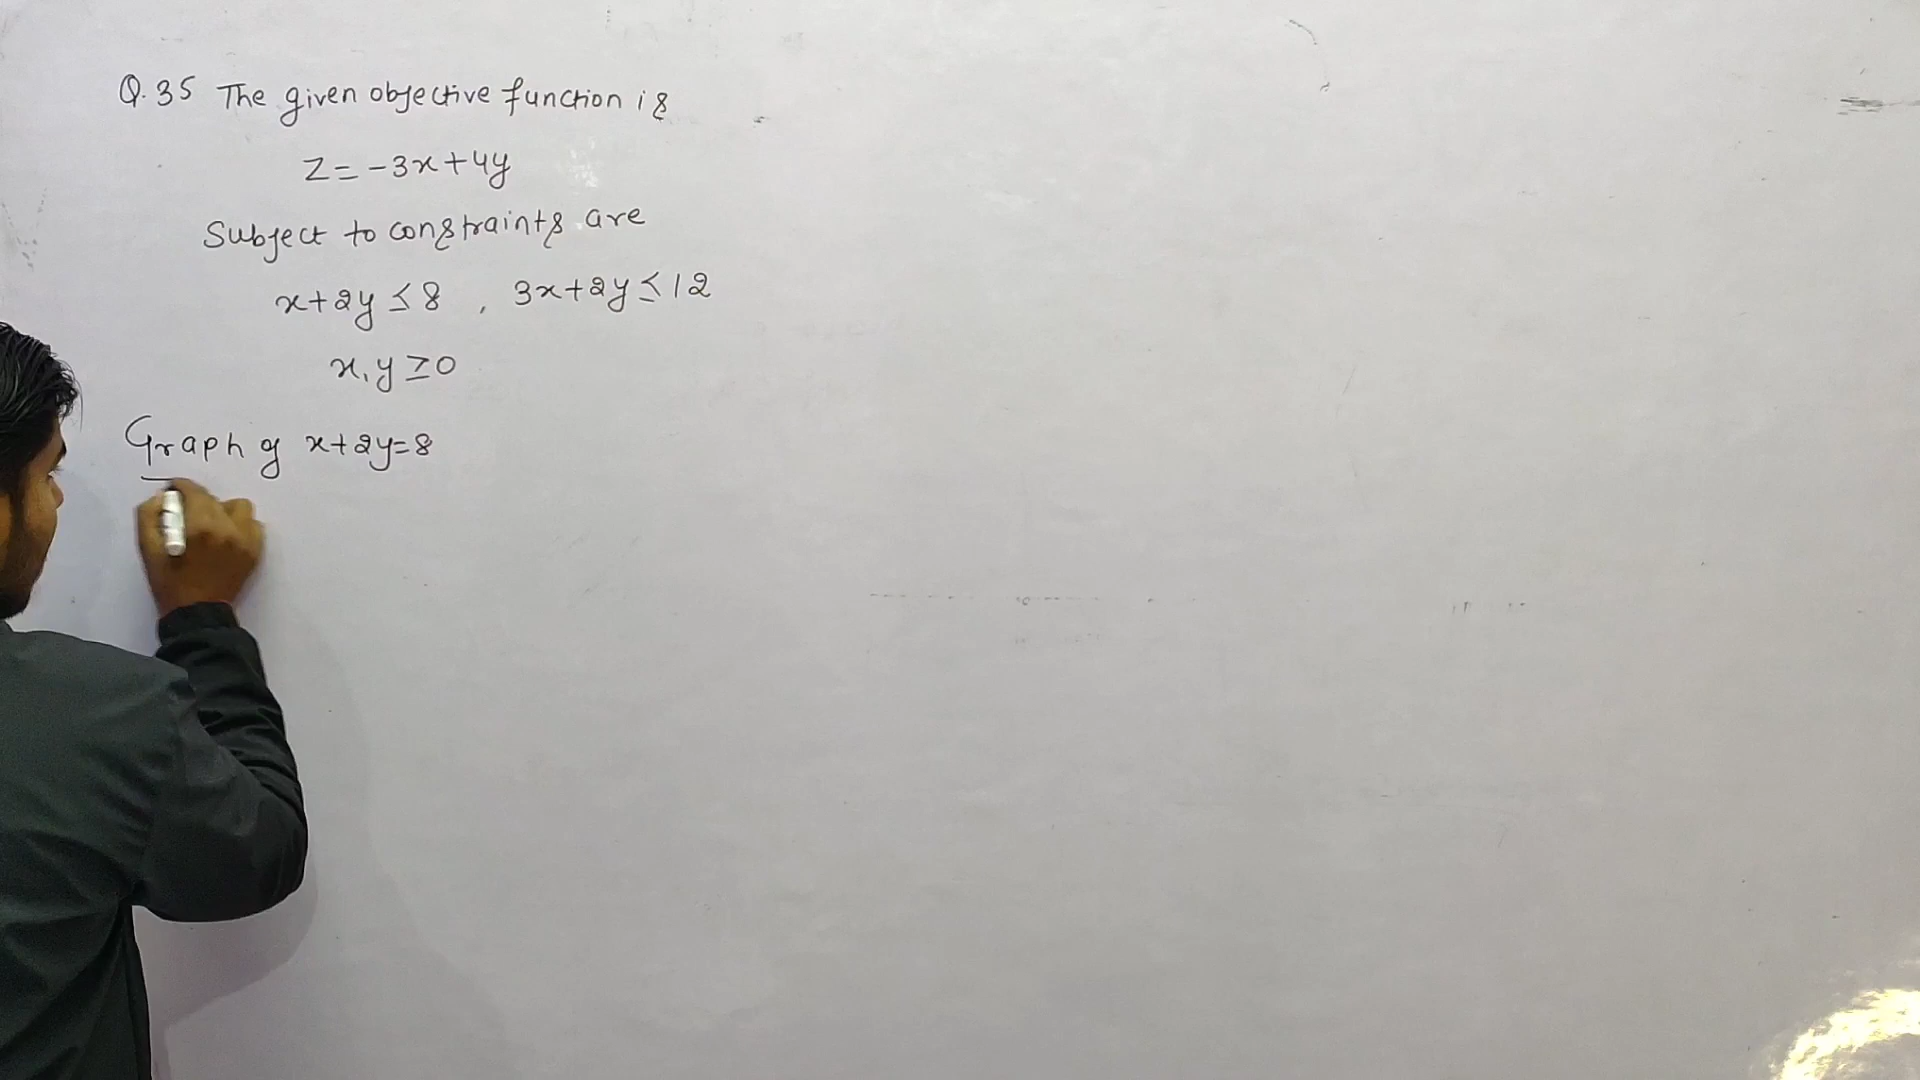 Q.35 The given objective function is
Z = -3x+4y
Subject to constraints are
x+2y ≤ 8 , 3x+2y ≤ 12
x, y ≥ 0
Graph of x+2y=8